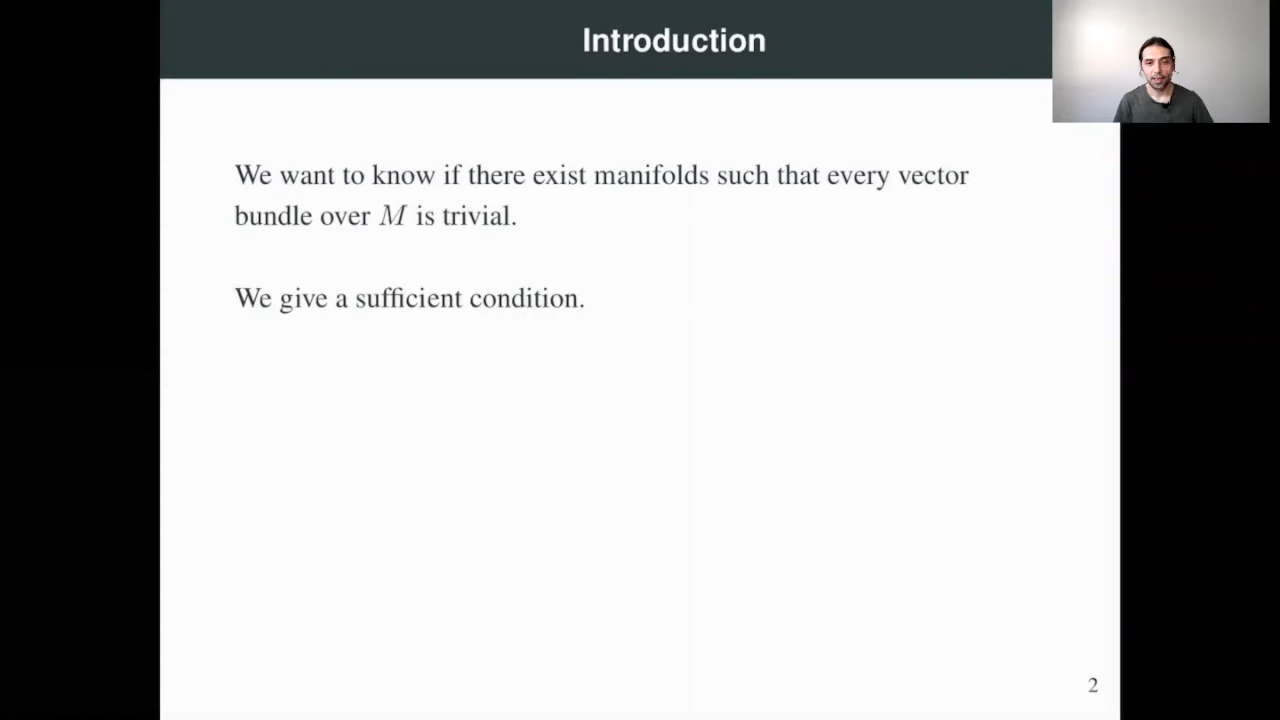 Introduction
We want to know if there exist manifolds such that every vector
bundle over M is trivial.
We give a sufficient condition.
2